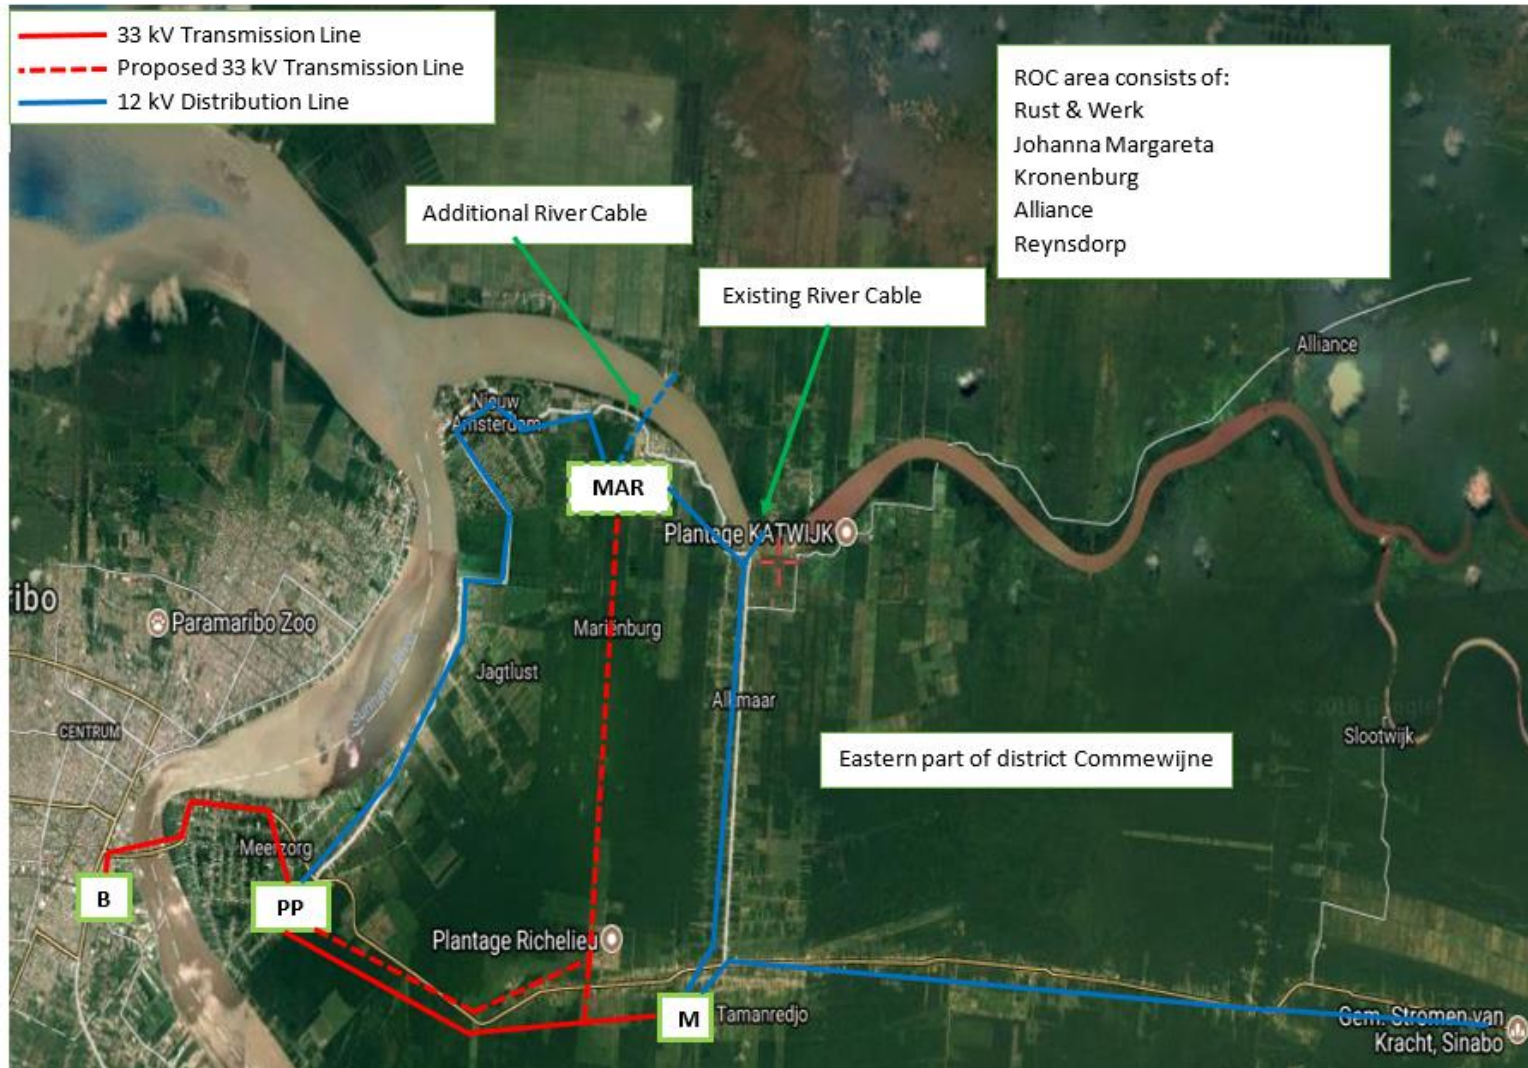 33 kV Transmission Line
Proposed 33 kV Transmission Line
12 kV Distribution Line
ROC area consists of:
Rust & Werk
Johanna Margareta
Kronenburg
Alliance
Reynsdorp
Additional River Cable
Existing River Cable
Alliance
Nieuw
Amsterdam
MAR
Plantage KATWIJK
ribo
Paramaribo Zoo
Mariënburg
Jagtlust
Alkmaar
CENTRUM
Slootwijk
Eastern part of district Commewijne
Meerzorg
B
PP
Plantage Richelieu
M
Tamanredjo
Gem. Stromen van
Kracht, Sinabo